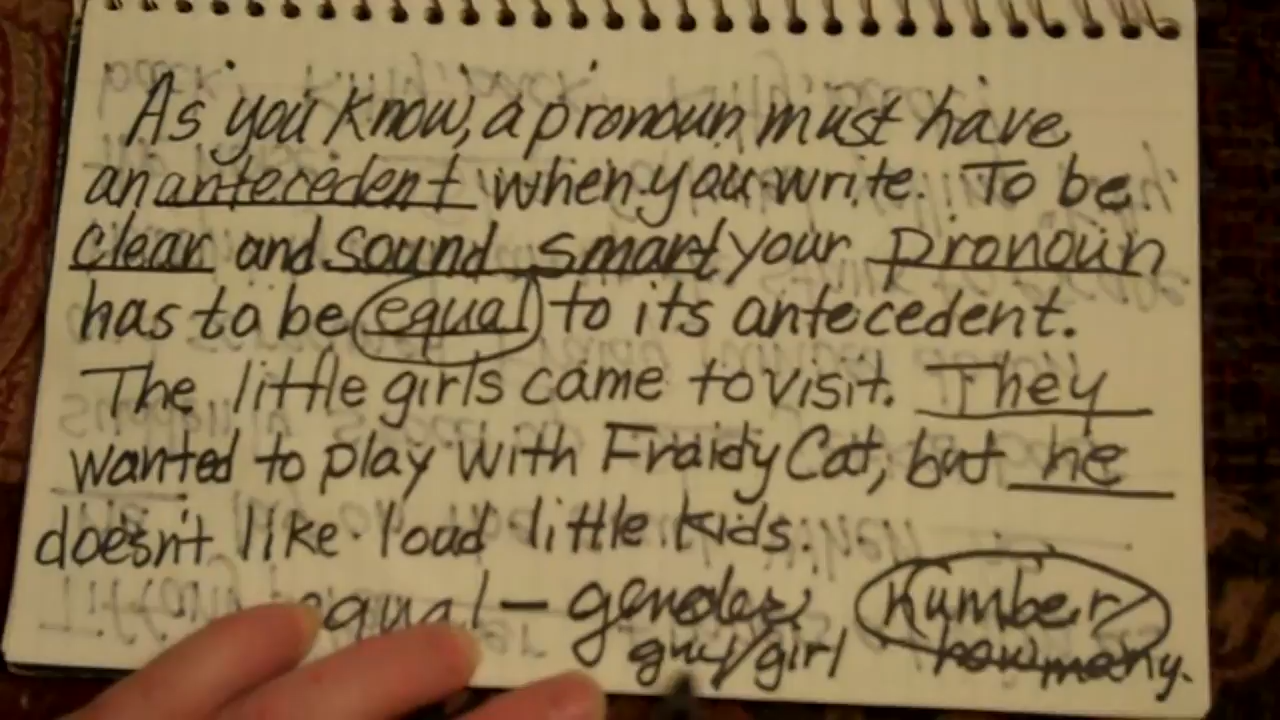 As you know, a pronoun must have
an antecedent when you write. To be
clear and sound smart your pronoun
has to be equal to its antecedent.
The little girls came to visit. They
wanted to play with Fraidy Cat, but he
doesn't like loud little kids.
equal - gender Number
guy/girl how many.